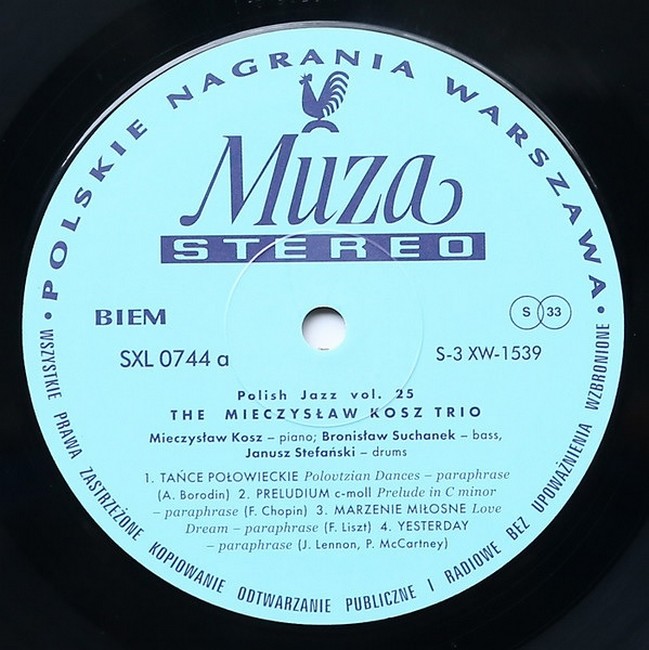 • POLSKIE NAGRANIA WARSZAWA •
Muza
STEREO
BIEM
S 33
SXL 0744 a
S-3 XW-1539
Polish Jazz vol. 25
THE MIECZYSŁAW KOSZ TRIO
Mieczysław Kosz – piano; Bronisław Suchanek – bass,
Janusz Stefański – drums
1. TAŃCE POŁOWIECKIE Polovtzian Dances – paraphrase
(A. Borodin) 2. PRELUDIUM c-moll Prelude in C minor
– paraphrase (F. Chopin) 3. MARZENIE MIŁOSNE Love
Dream – paraphrase (F. Liszt) 4. YESTERDAY
– paraphrase (J. Lennon, P. McCartney)
WSZYSTKIE PRAWA ZASTRZEŻONE KOPIOWANIE ODTWARZANIE PUBLICZNE I RADIOWE BEZ UPOWAŻNIENIA WZBRONIONE